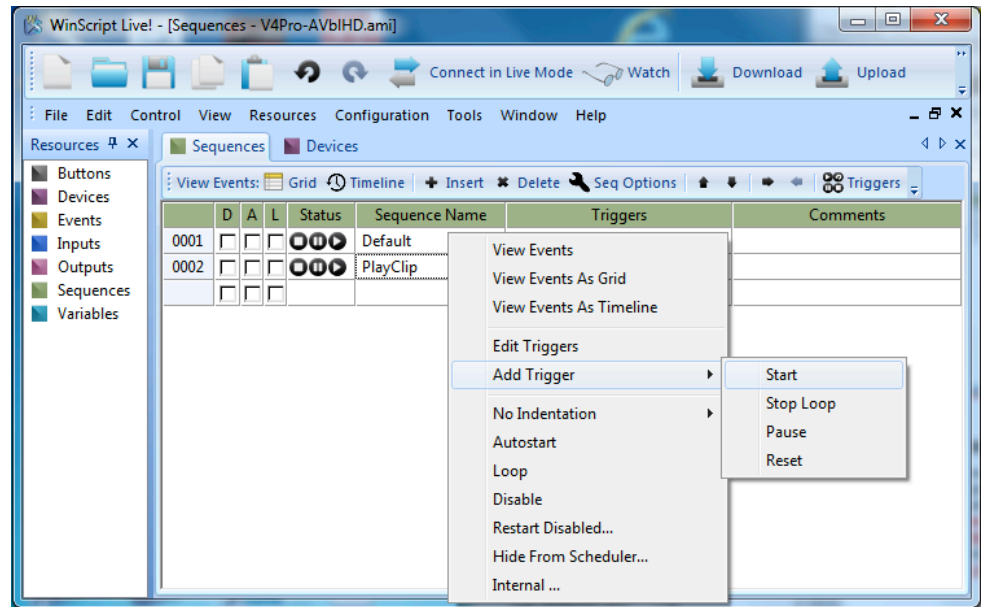 WinScript Live! - [Sequences - V4Pro-AVbIHD.ami]
Connect in Live Mode Watch Download Upload
File Edit Control View Resources Configuration Tools Window Help
Resources
Sequences Devices
Buttons
Devices
Events
Inputs
Outputs
Sequences
Variables
View Events: Grid Timeline Insert Delete Seq Options Triggers
D A L Status Sequence Name Triggers Comments
0001 Default
0002 PlayClip
View Events
View Events As Grid
View Events As Timeline
Edit Triggers
Add Trigger
No Indentation
Autostart
Loop
Disable
Restart Disabled...
Hide From Scheduler...
Internal ...
Start
Stop Loop
Pause
Reset